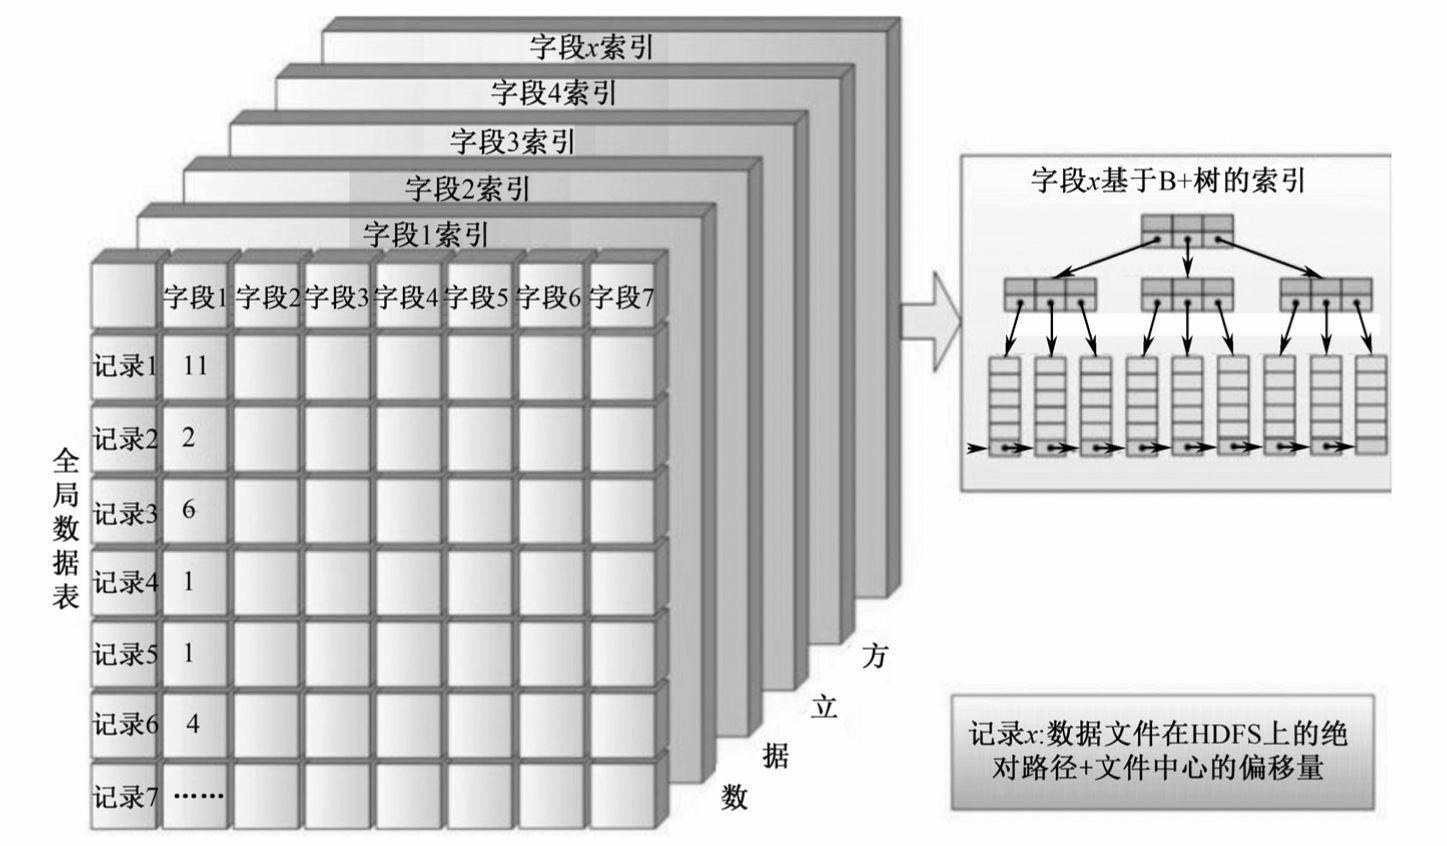 字段x索引
字段4索引
字段3索引
字段2索引
字段1索引
字段1 字段2 字段3 字段4 字段5 字段6 字段7
记录1 11
记录2 2
记录3 6
记录4 1
记录5 1
记录6 4
记录7 ……
全局数据表
数据立方
字段x基于B+树的索引
记录x:数据文件在HDFS上的绝
对路径+文件中心的偏移量